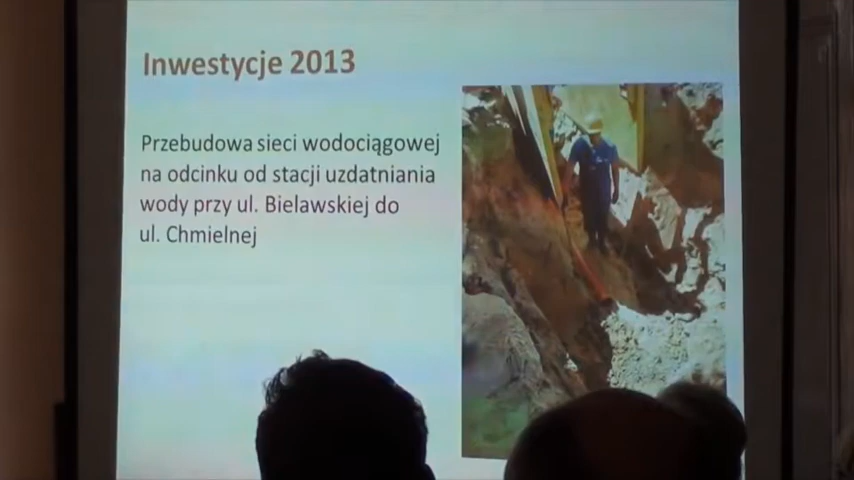 Inwestycje 2013
Przebudowa sieci wodociągowej
na odcinku od stacji uzdatniania
wody przy ul. Bielawskiej do
ul. Chmielnej